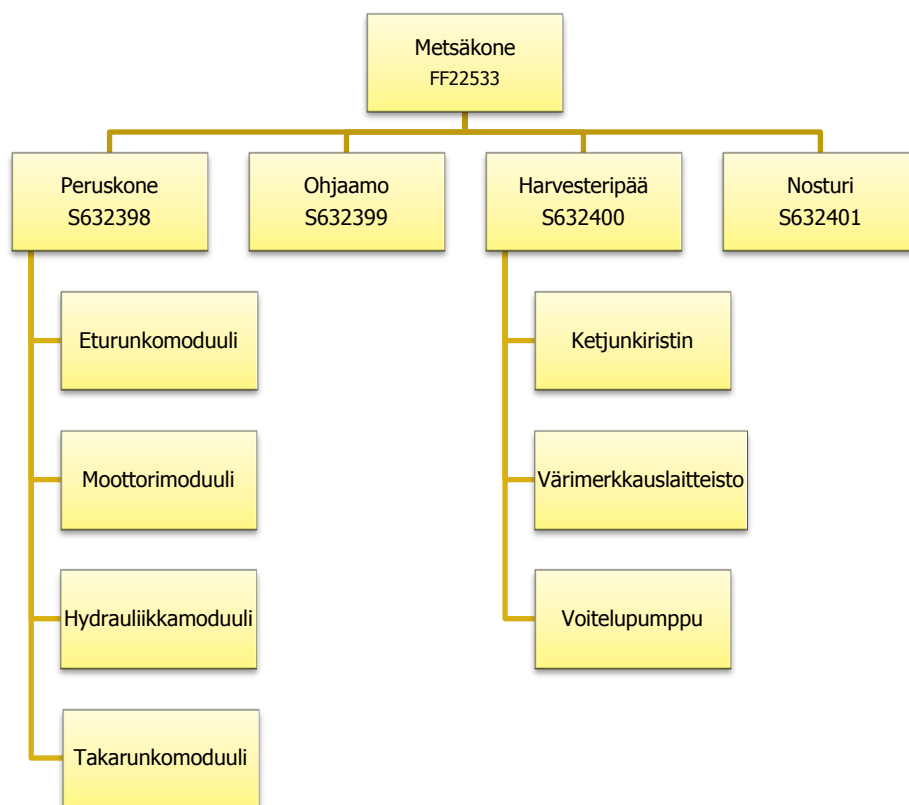 Metsäkone
FF22533
Peruskone
S632398
Ohjaamo
S632399
Harvesteripää
S632400
Nosturi
S632401
Eturunkomoduuli
Ketjunkiristin
Moottorimoduuli
Värimerkkauslaitteisto
Hydrauliikkamoduuli
Voitelupumppu
Takarunkomoduuli